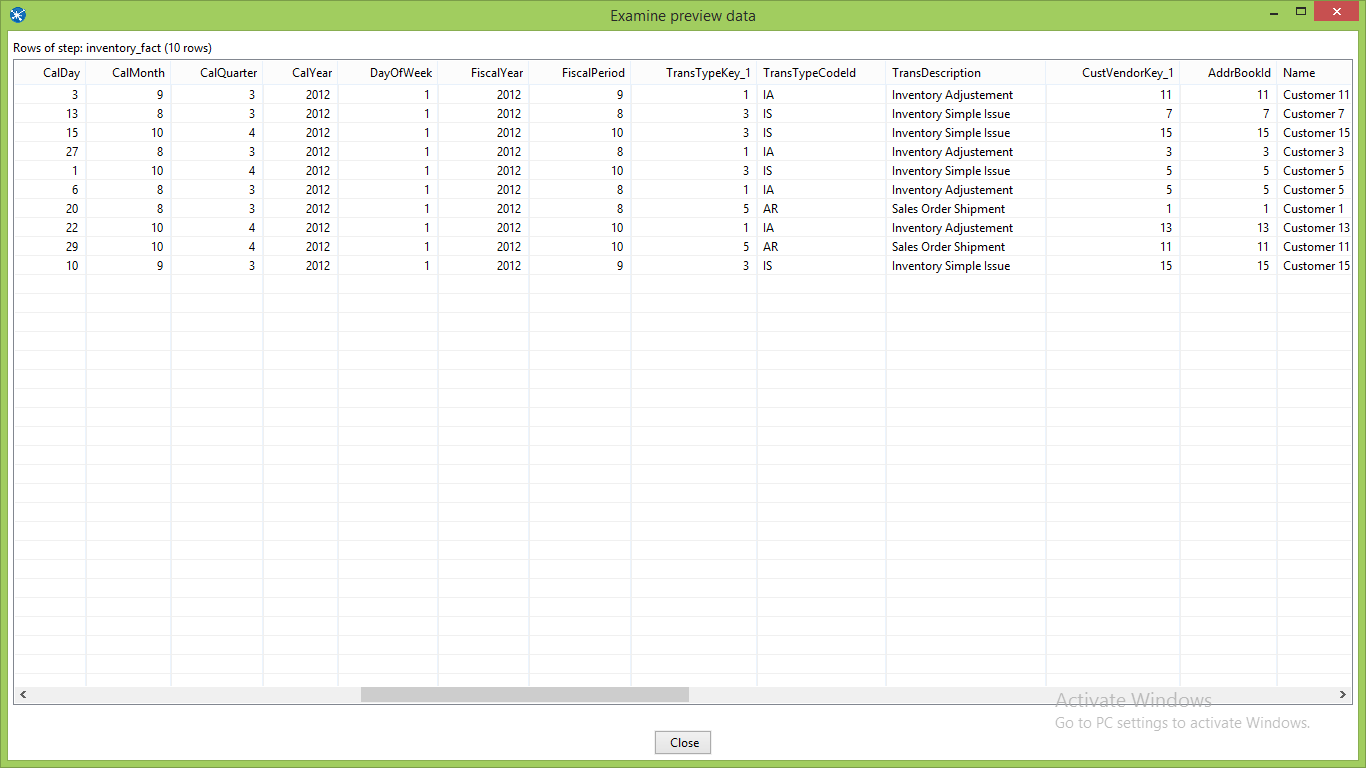 Examine preview data
Rows of step: inventory_fact (10 rows)
CalDay CalMonth CalQuarter CalYear DayOfWeek FiscalYear FiscalPeriod TransTypeKey_1 TransTypeCodeId TransDescription CustVendorKey_1 AddrBookId Name
3 9 3 2012 1 2012 9 1 IA Inventory Adjustement 11 11 Customer 11
13 8 3 2012 1 2012 8 3 IS Inventory Simple Issue 7 7 Customer 7
15 10 4 2012 1 2012 10 3 IS Inventory Simple Issue 15 15 Customer 15
27 8 3 2012 1 2012 8 1 IA Inventory Adjustement 3 3 Customer 3
1 10 4 2012 1 2012 10 3 IS Inventory Simple Issue 5 5 Customer 5
6 8 3 2012 1 2012 8 1 IA Inventory Adjustement 5 5 Customer 5
20 8 3 2012 1 2012 8 5 AR Sales Order Shipment 1 1 Customer 1
22 10 4 2012 1 2012 10 1 IA Inventory Adjustement 13 13 Customer 13
29 10 4 2012 1 2012 10 5 AR Sales Order Shipment 11 11 Customer 11
10 9 3 2012 1 2012 9 3 IS Inventory Simple Issue 15 15 Customer 15
Activate Windows
Go to PC settings to activate Windows.
Close